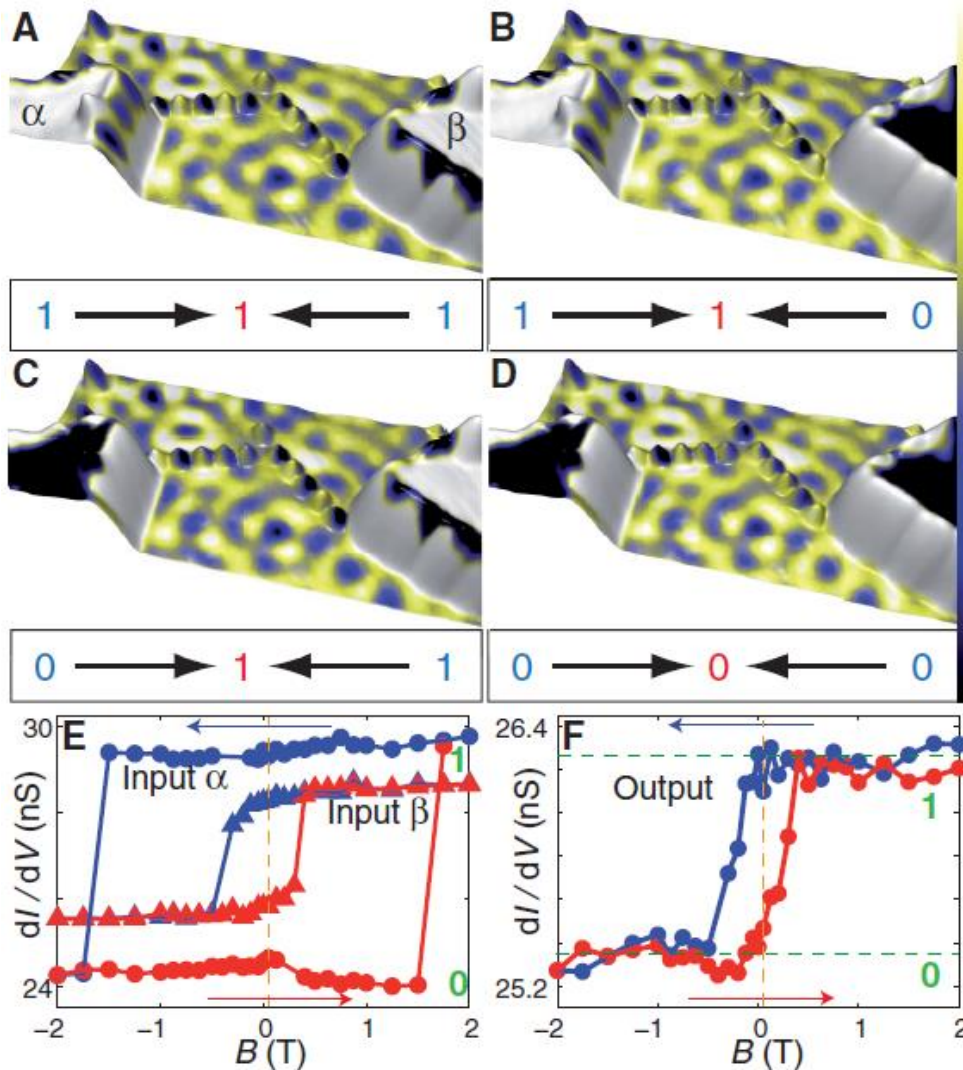 A
B
α
β
1 1 1
1 1 0
C
D
0 1 1
0 0 0
E
F
30
26.4
Input α
1
Input β
Output
1
dI / dV (nS)
dI / dV (nS)
24
0
25.2
0
−2 −1 0 1 2
−2 −1 0 1 2
B (T)
B (T)